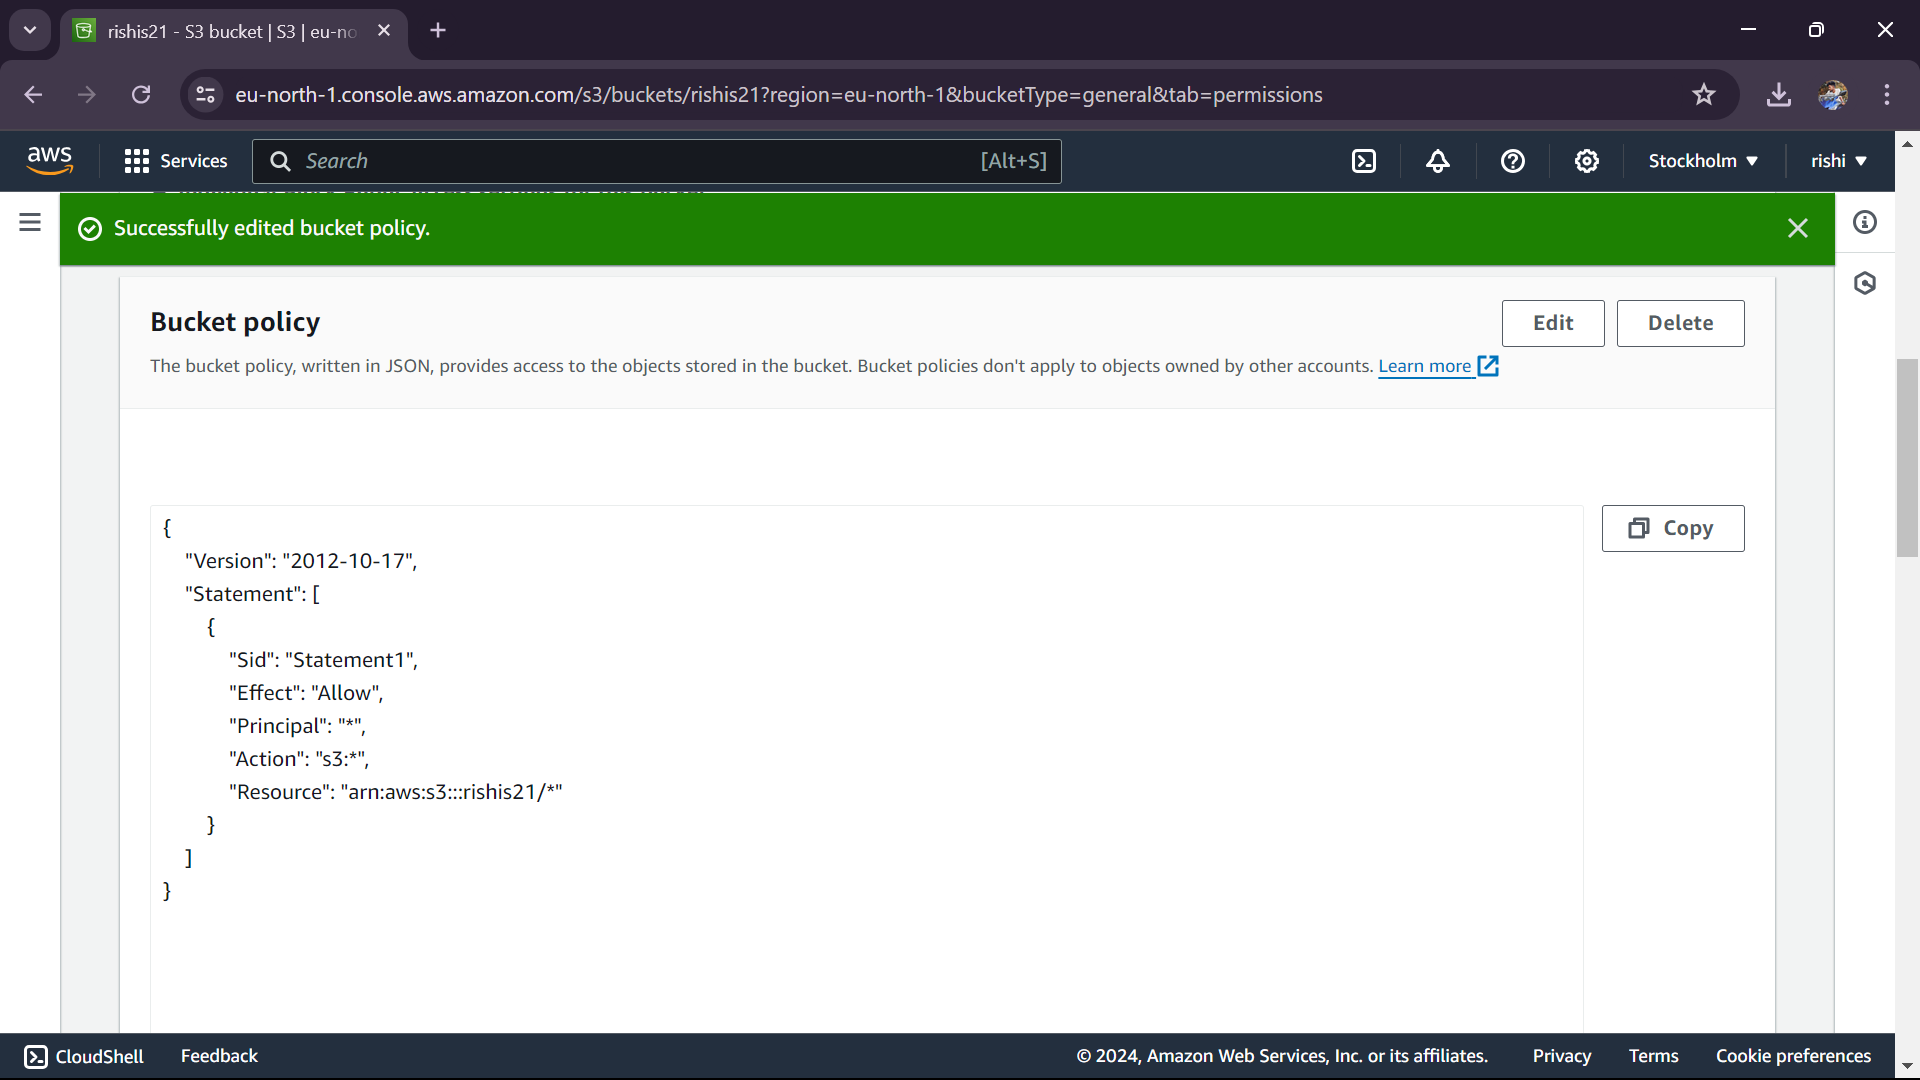 rishis21 - S3 bucket | S3 | eu-no
eu-north-1.console.aws.amazon.com/s3/buckets/rishis21?region=eu-north-1&bucketType=general&tab=permissions
aws
Services
Search
[Alt+S]
Stockholm
rishi
Successfully edited bucket policy.
Bucket policy
Edit
Delete
The bucket policy, written in JSON, provides access to the objects stored in the bucket. Bucket policies don't apply to objects owned by other accounts. Learn more
Copy
{
"Version": "2012-10-17",
"Statement": [
{
"Sid": "Statement1",
"Effect": "Allow",
"Principal": "*",
"Action": "s3:*",
"Resource": "arn:aws:s3:::rishis21/*"
}
]
}
CloudShell
Feedback
© 2024, Amazon Web Services, Inc. or its affiliates.
Privacy
Terms
Cookie preferences